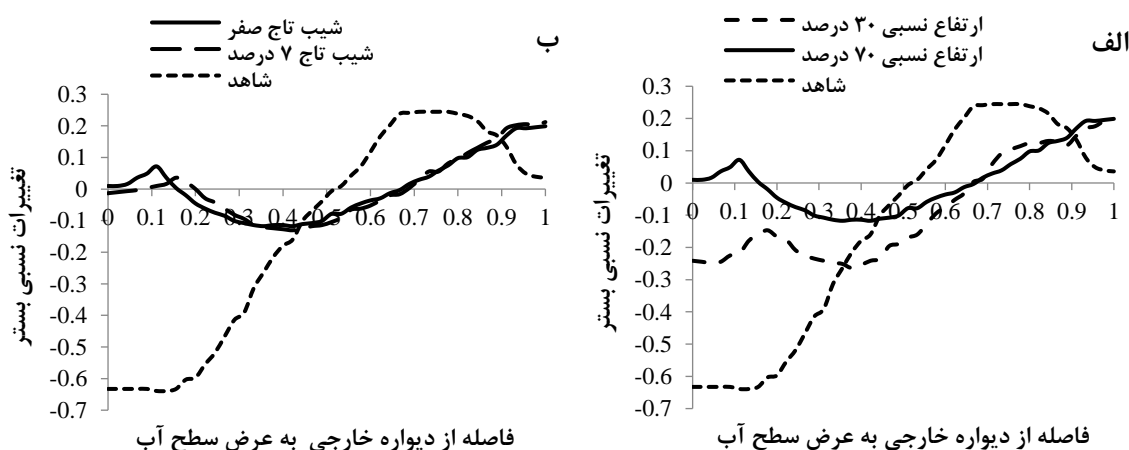 الف
ارتفاع نسبی ۳۰ درصد
ارتفاع نسبی ۷۰ درصد
شاهد
تغییرات نسبی بستر
0.3
0.2
0.1
0
-0.1
-0.2
-0.3
-0.4
-0.5
-0.6
-0.7
0 0.1 0.2 0.3 0.4 0.5 0.6 0.7 0.8 0.9 1
فاصله از دیواره خارجی به عرض سطح آب
ب
شیب تاج صفر
شیب تاج ۷ درصد
شاهد
تغییرات نسبی بستر
0.3
0.2
0.1
0
-0.1
-0.2
-0.3
-0.4
-0.5
-0.6
-0.7
0 0.1 0.2 0.3 0.4 0.5 0.6 0.7 0.8 0.9 1
فاصله از دیواره خارجی به عرض سطح آب